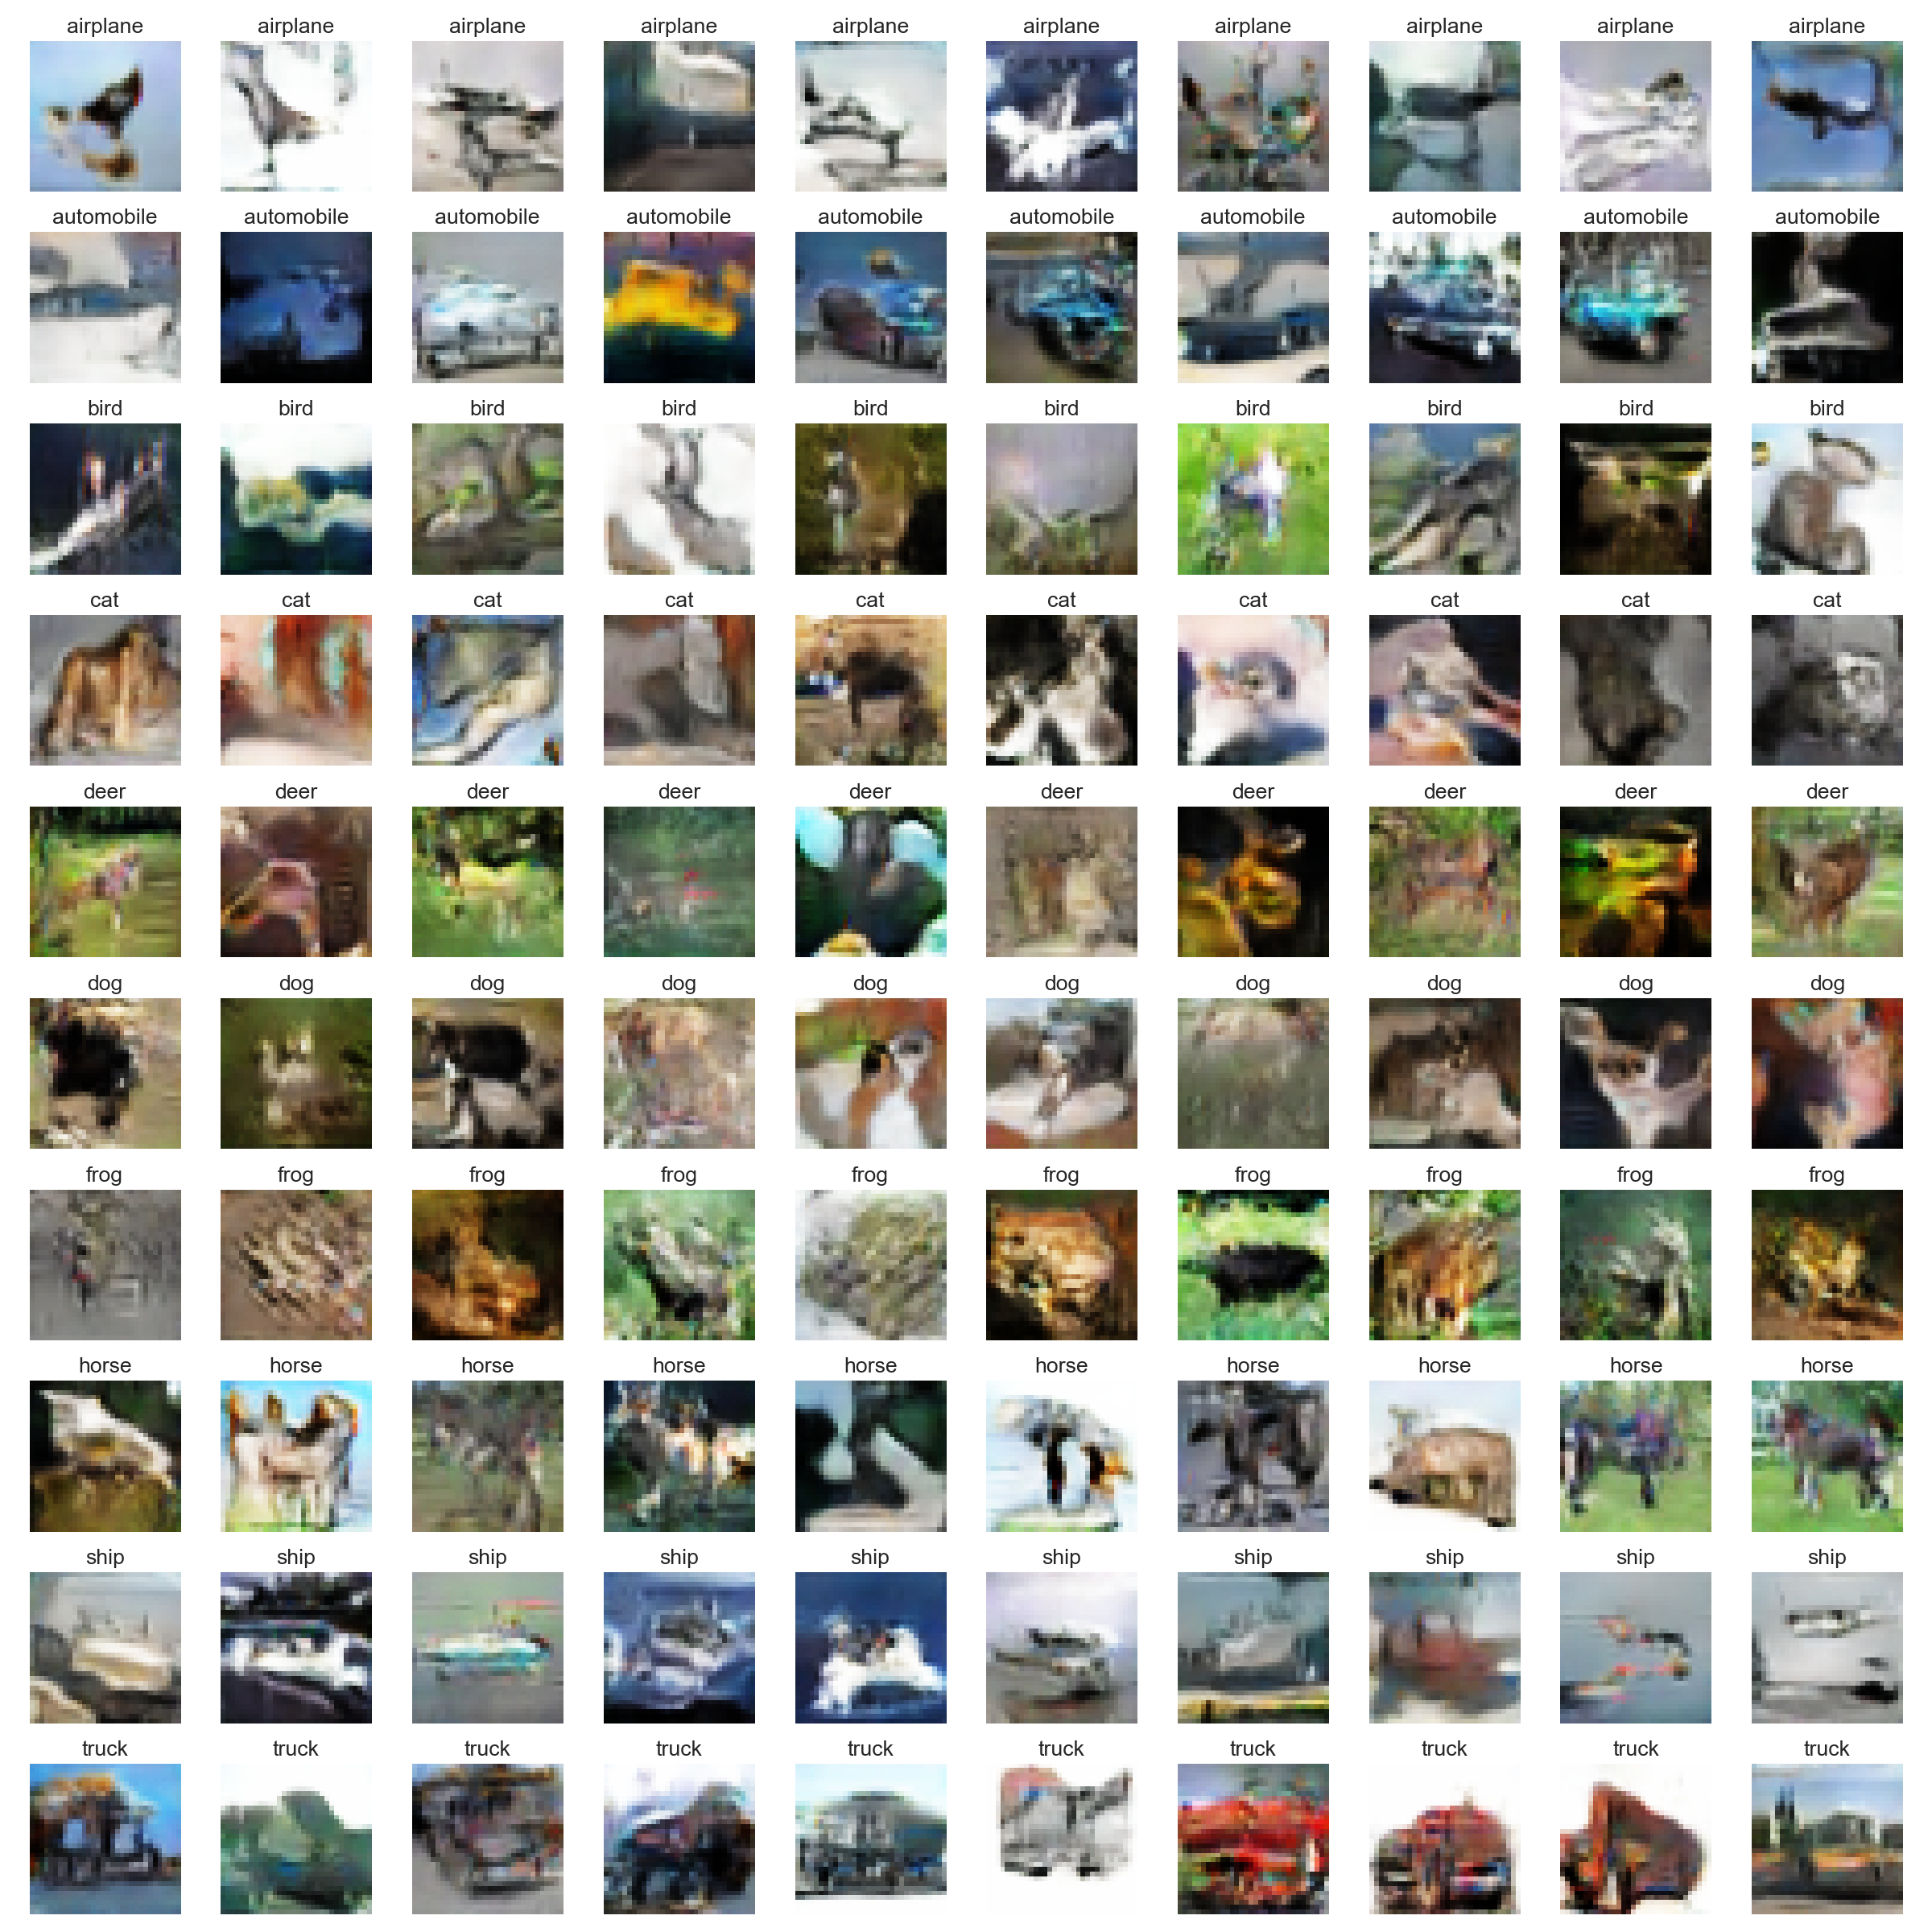 airplane airplane airplane airplane airplane airplane airplane airplane airplane airplane
automobile automobile automobile automobile automobile automobile automobile automobile automobile automobile
bird bird bird bird bird bird bird bird bird bird
cat cat cat cat cat cat cat cat cat cat
deer deer deer deer deer deer deer deer deer deer
dog dog dog dog dog dog dog dog dog dog
frog frog frog frog frog frog frog frog frog frog
horse horse horse horse horse horse horse horse horse horse
ship ship ship ship ship ship ship ship ship ship
truck truck truck truck truck truck truck truck truck truck